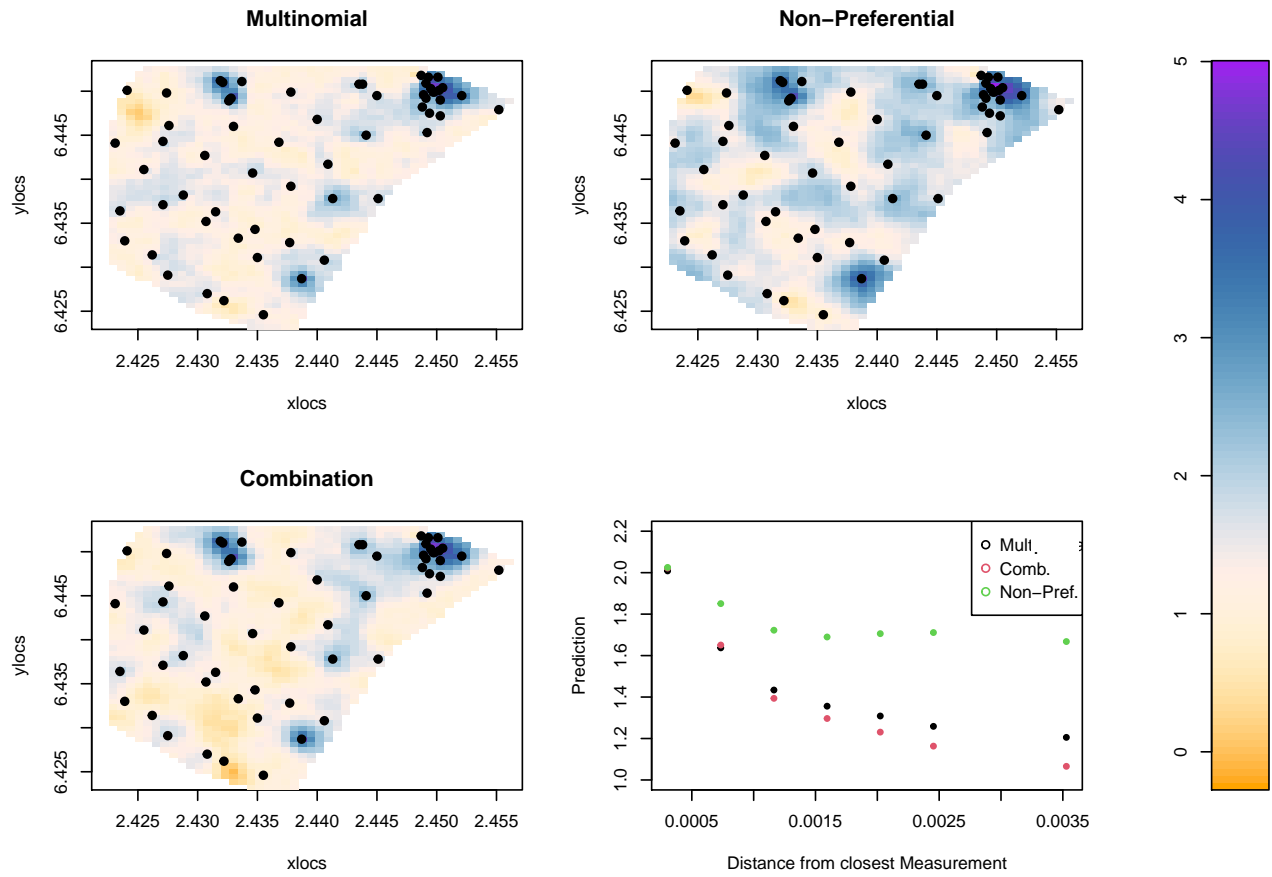 Multinomial
ylocs
6.425 6.435 6.445
2.425 2.430 2.435 2.440 2.445 2.450 2.455
xlocs
Non−Preferential
ylocs
6.425 6.435 6.445
2.425 2.430 2.435 2.440 2.445 2.450 2.455
xlocs
Combination
ylocs
6.425 6.435 6.445
2.425 2.430 2.435 2.440 2.445 2.450 2.455
xlocs
Prediction
1.0 1.2 1.4 1.6 1.8 2.0 2.2
Comb.
Non−Pref.
0.0005 0.0015 0.0025 0.0035
Distance from closest Measurement
0 1 2 3 4 5